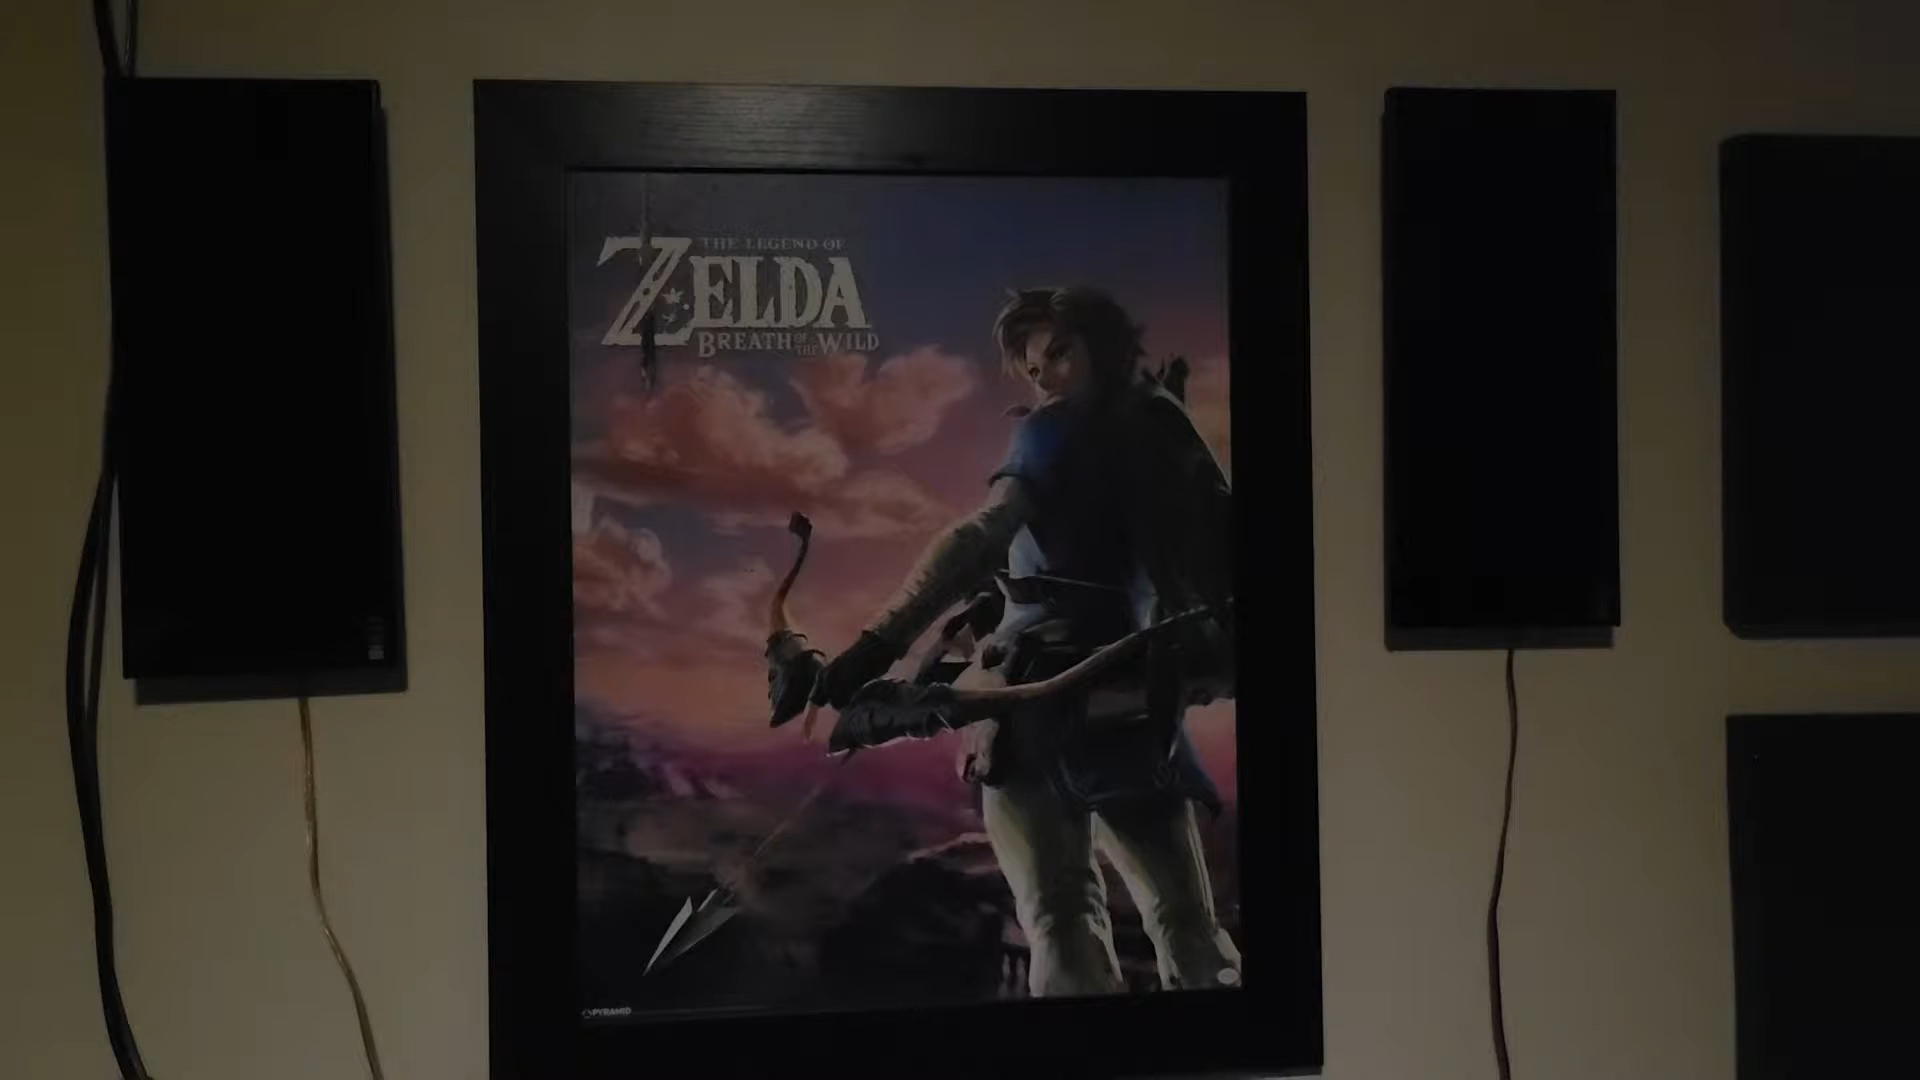 THE LEGEND OF
ZELDA
BREATH OF THE WILD
PYRAMID